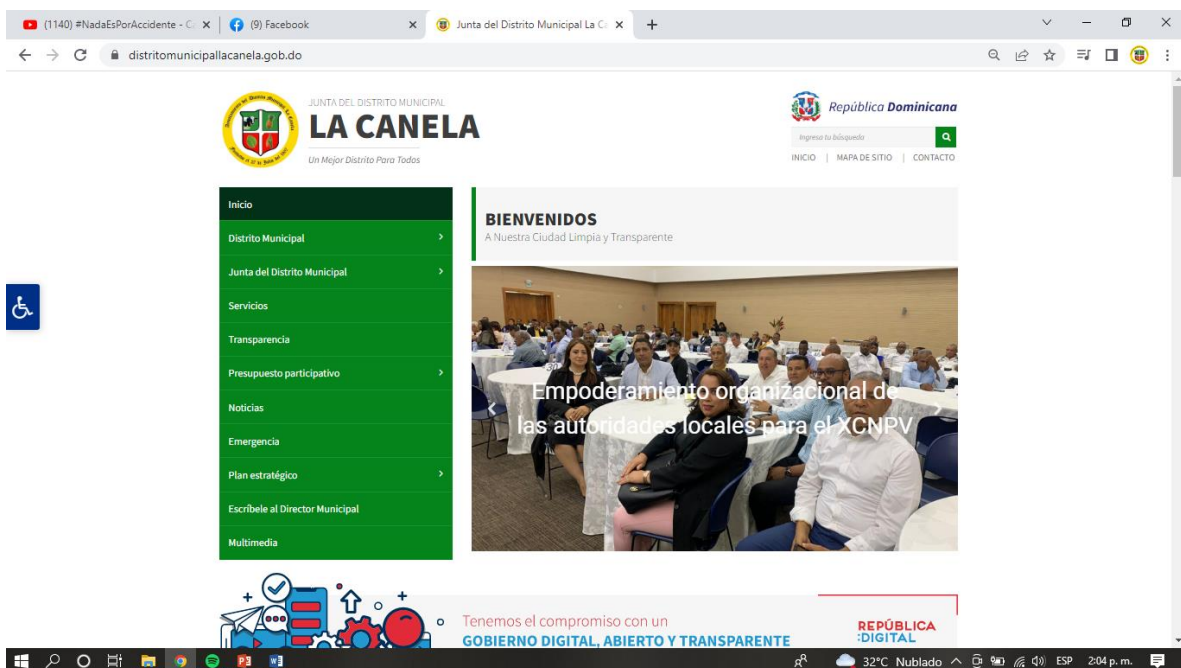 (1140) #NadaEsPorAccidente - C
(9) Facebook
Junta del Distrito Municipal La Ca
distritomunicipallacanela.gob.do
JUNTA DEL DISTRITO MUNICIPAL
LA CANELA
Un Mejor Distrito Para Todos
República Dominicana
Ingresa tu búsqueda
INICIO | MAPA DE SITIO | CONTACTO
Inicio
Distrito Municipal
Junta del Distrito Municipal
Servicios
Transparencia
Presupuesto participativo
Noticias
Emergencia
Plan estratégico
Escríbele al Director Municipal
Multimedia
BIENVENIDOS
A Nuestra Ciudad Limpia y Transparente
Empoderamiento organizacional de
las autoridades locales para el XCNPV
Tenemos el compromiso con un
GOBIERNO DIGITAL, ABIERTO Y TRANSPARENTE
REPÚBLICA
:DIGITAL
32°C Nublado
ESP
2:04 p. m.